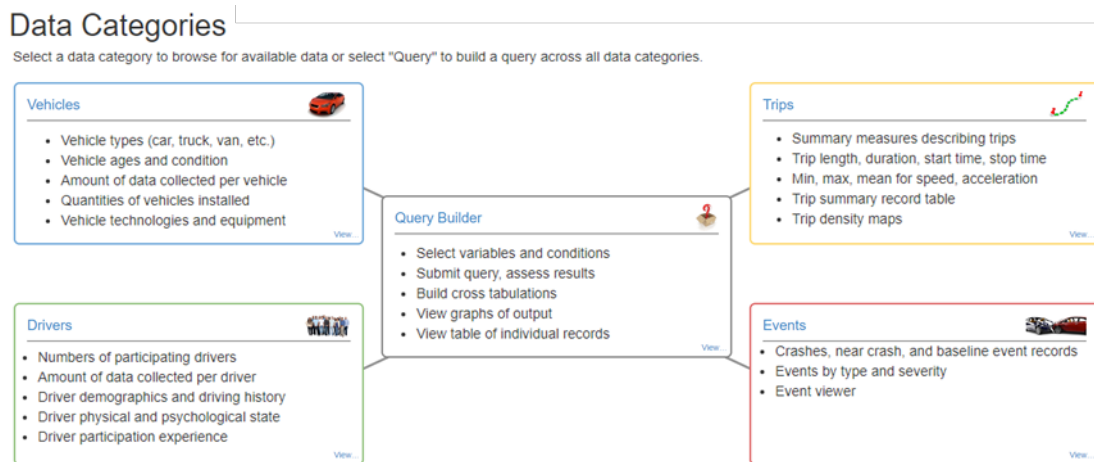 Data Categories
Select a data category to browse for available data or select "Query" to build a query across all data categories.
Vehicles
• Vehicle types (car, truck, van, etc.)
• Vehicle ages and condition
• Amount of data collected per vehicle
• Quantities of vehicles installed
• Vehicle technologies and equipment
View...
Trips
• Summary measures describing trips
• Trip length, duration, start time, stop time
• Min, max, mean for speed, acceleration
• Trip summary record table
• Trip density maps
View...
Query Builder
• Select variables and conditions
• Submit query, assess results
• Build cross tabulations
• View graphs of output
• View table of individual records
View...
Drivers
• Numbers of participating drivers
• Amount of data collected per driver
• Driver demographics and driving history
• Driver physical and psychological state
• Driver participation experience
View...
Events
• Crashes, near crash, and baseline event records
• Events by type and severity
• Event viewer
View...